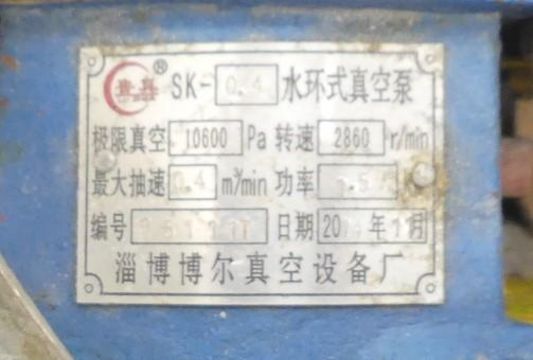 ® SK-0.4 水环式真空泵
极限真空 10600 Pa 转速 2860 r/min
最大抽速 0.4 m³/min 功率 1.5
编号 日期 20 年 月
淄博博尔真空设备厂